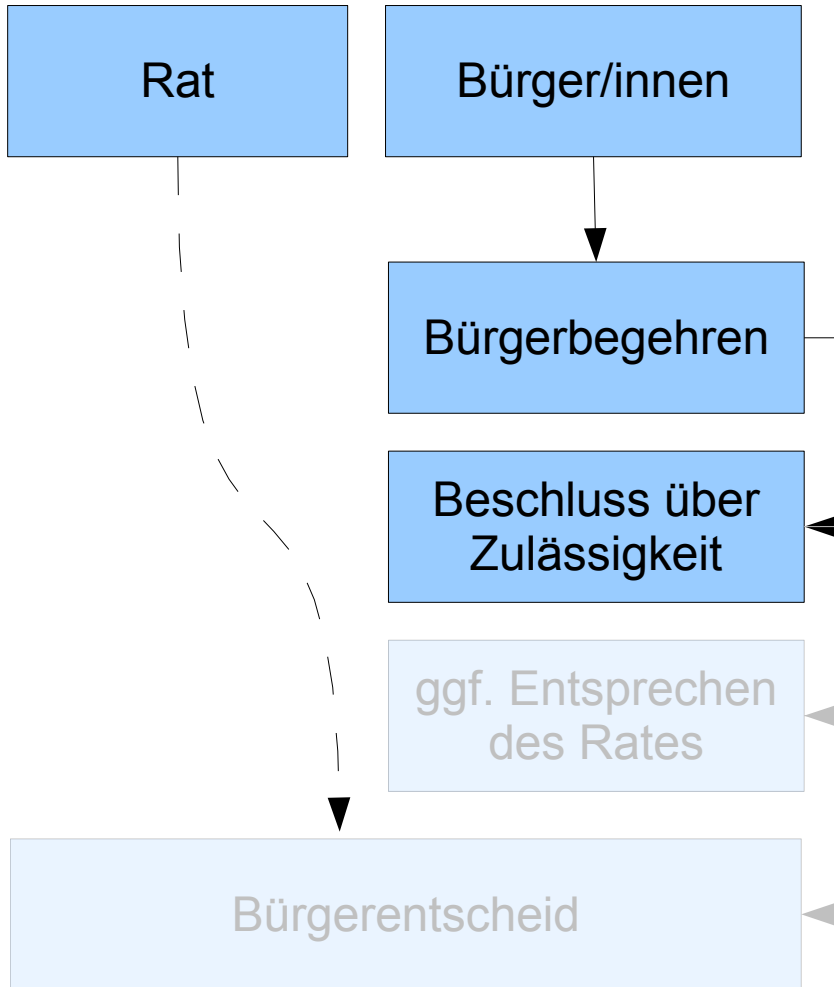 Rat
Bürger/innen
Bürgerbegehren
Beschluss über
Zulässigkeit
ggf. Entsprechen
des Rates
Bürgerentscheid